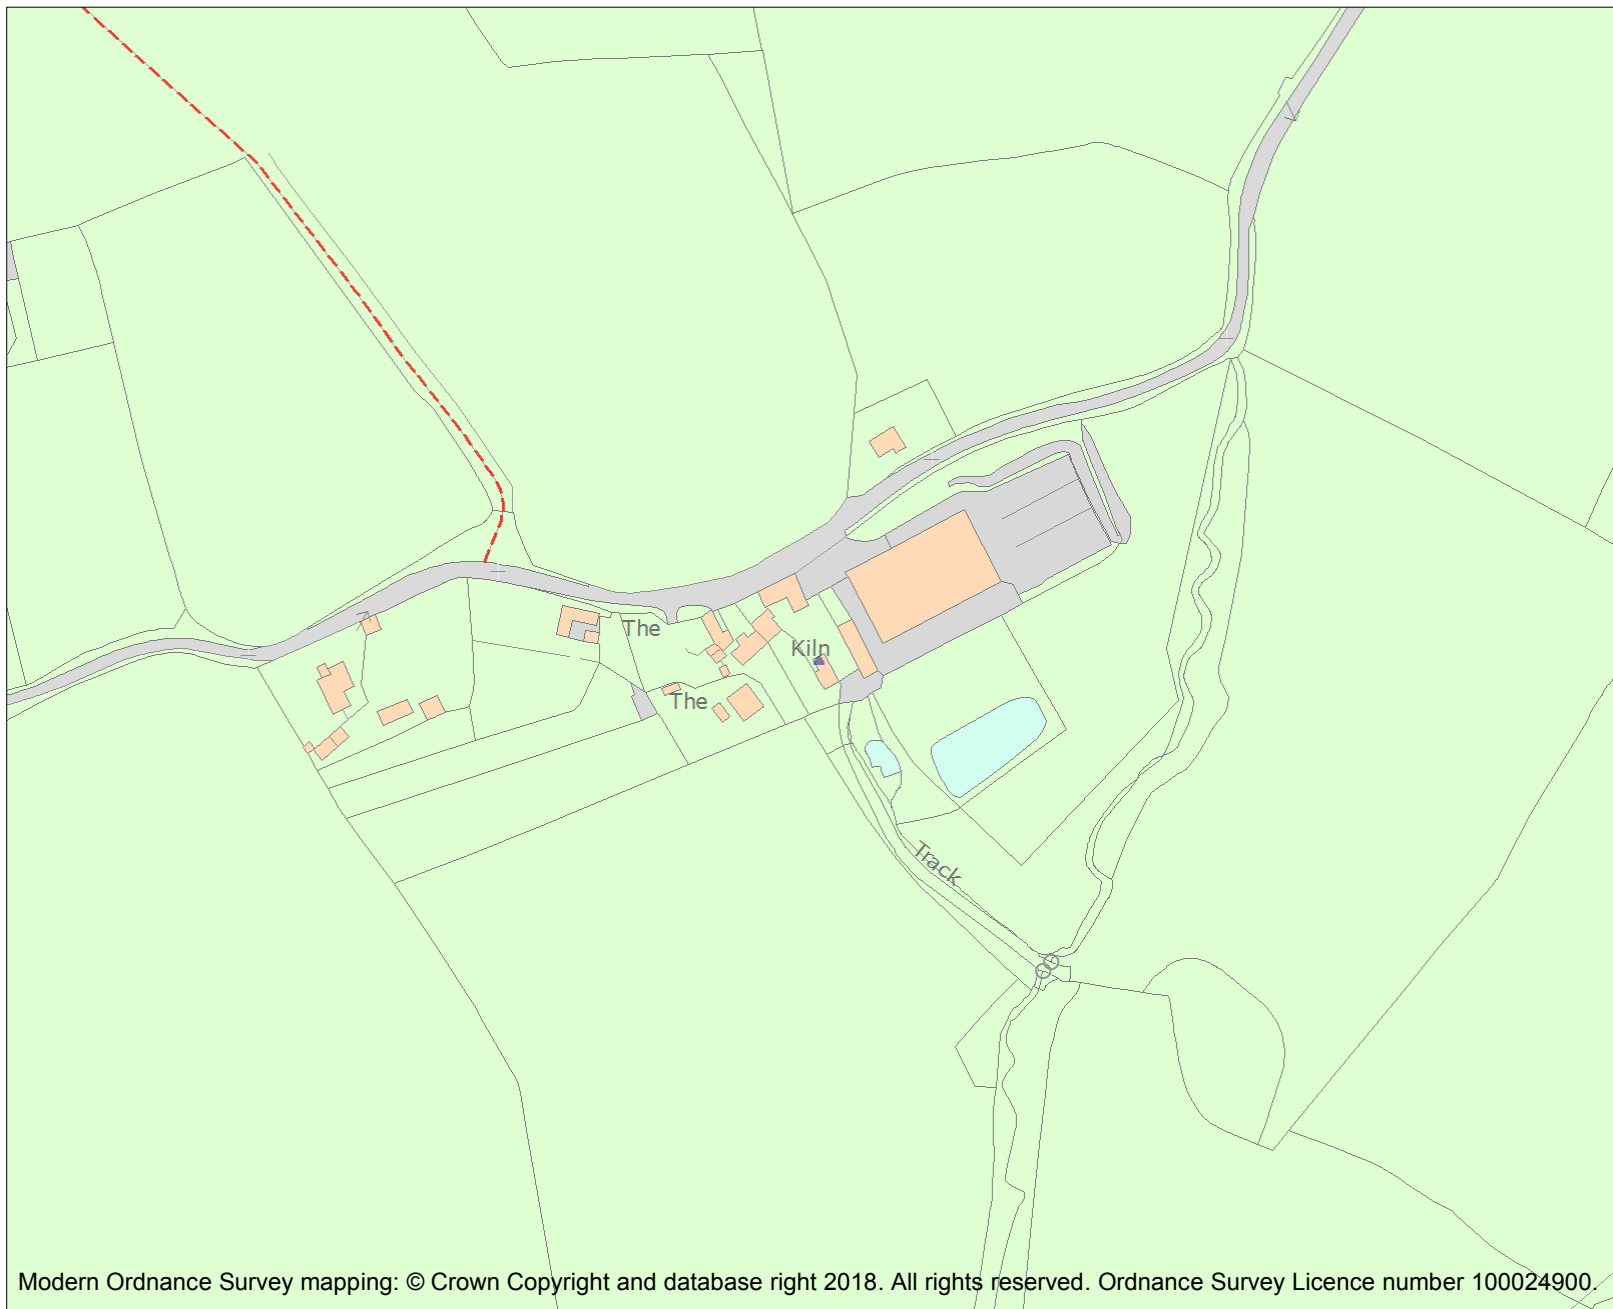 The
Kiln
The
Track
Modern Ordnance Survey mapping: © Crown Copyright and database right 2018. All rights reserved. Ordnance Survey Licence number 100024900.